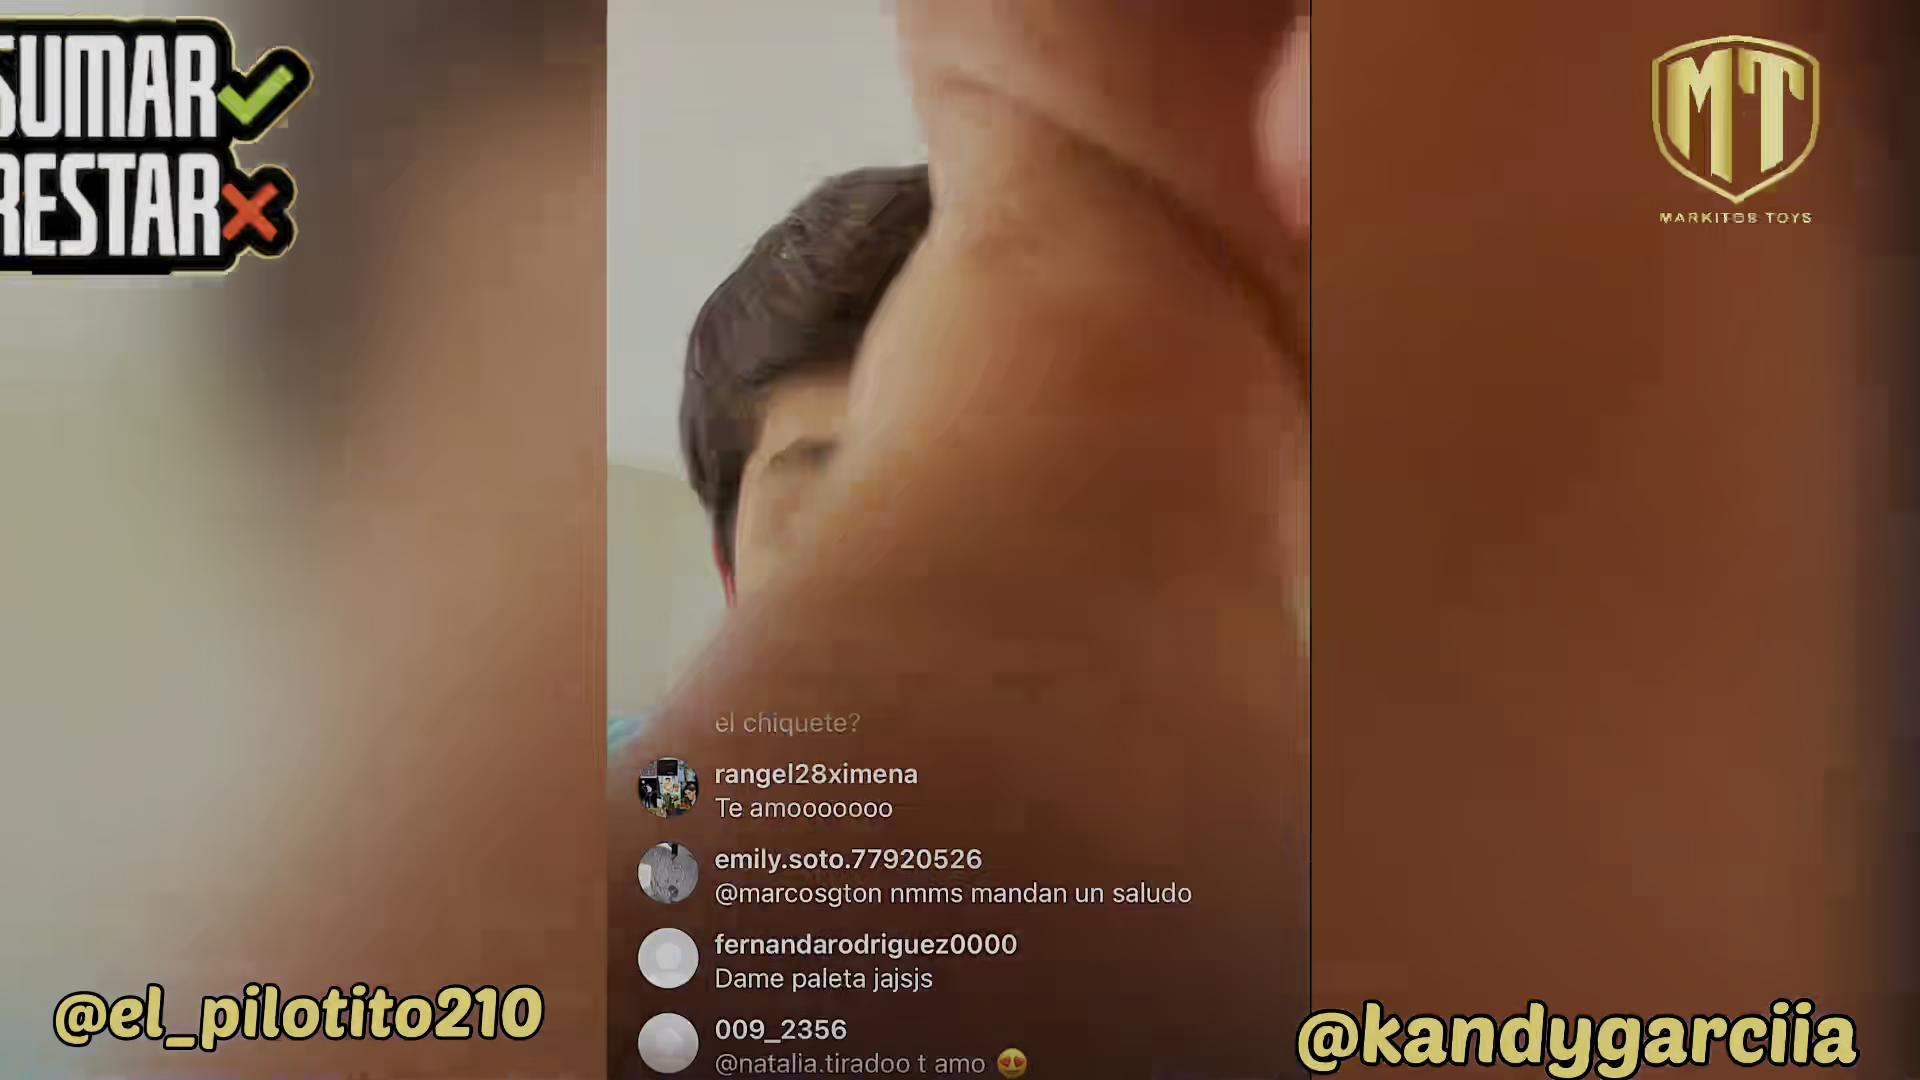 SUMAR
RESTAR
MT
MARKITOS TOYS
el chiquete?
rangel28ximena
Te amooooooo
emily.soto.77920526
@marcosgton nmms mandan un saludo
fernandarodriguez0000
Dame paleta jajsjs
009_2356
@natalia.tiradoo t amo 😍
@el_pilotito210
@kandygarciia